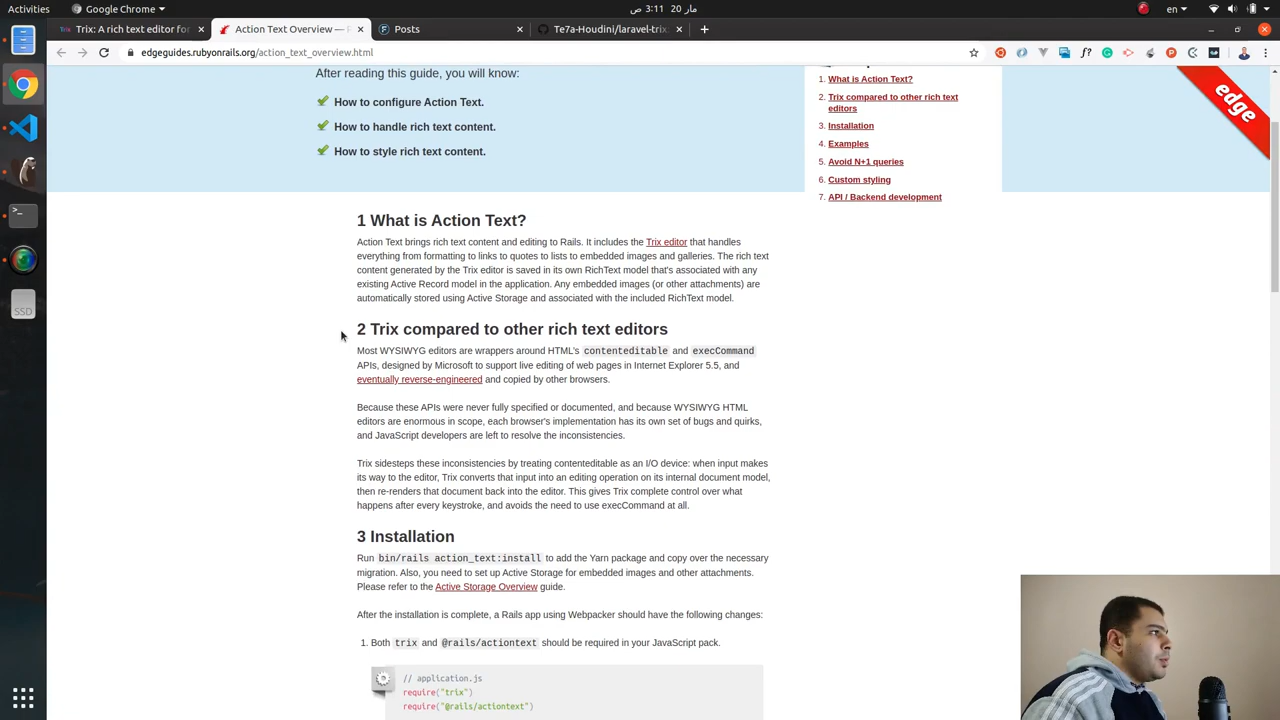 Activities
Google Chrome
مار 20 3:11 ص
en
Trix: A rich text editor for
Action Text Overview — R
Posts
Te7a-Houdini/laravel-trix
edgeguides.rubyonrails.org/action_text_overview.html
After reading this guide, you will know:
How to configure Action Text.
How to handle rich text content.
How to style rich text content.
1. What is Action Text?
2. Trix compared to other rich text
editors
3. Installation
4. Examples
5. Avoid N+1 queries
6. Custom styling
7. API / Backend development
edge
1 What is Action Text?
Action Text brings rich text content and editing to Rails. It includes the Trix editor that handles
everything from formatting to links to quotes to lists to embedded images and galleries. The rich text
content generated by the Trix editor is saved in its own RichText model that's associated with any
existing Active Record model in the application. Any embedded images (or other attachments) are
automatically stored using Active Storage and associated with the included RichText model.
2 Trix compared to other rich text editors
Most WYSIWYG editors are wrappers around HTML's contenteditable and execCommand
APIs, designed by Microsoft to support live editing of web pages in Internet Explorer 5.5, and
eventually reverse-engineered and copied by other browsers.
Because these APIs were never fully specified or documented, and because WYSIWYG HTML
editors are enormous in scope, each browser's implementation has its own set of bugs and quirks,
and JavaScript developers are left to resolve the inconsistencies.
Trix sidesteps these inconsistencies by treating contenteditable as an I/O device: when input makes
its way to the editor, Trix converts that input into an editing operation on its internal document model,
then re-renders that document back into the editor. This gives Trix complete control over what
happens after every keystroke, and avoids the need to use execCommand at all.
3 Installation
Run bin/rails action_text:install to add the Yarn package and copy over the necessary
migration. Also, you need to set up Active Storage for embedded images and other attachments.
Please refer to the Active Storage Overview guide.
After the installation is complete, a Rails app using Webpacker should have the following changes:
1. Both trix and @rails/actiontext should be required in your JavaScript pack.
// application.js
require("trix")
require("@rails/actiontext")
SSD